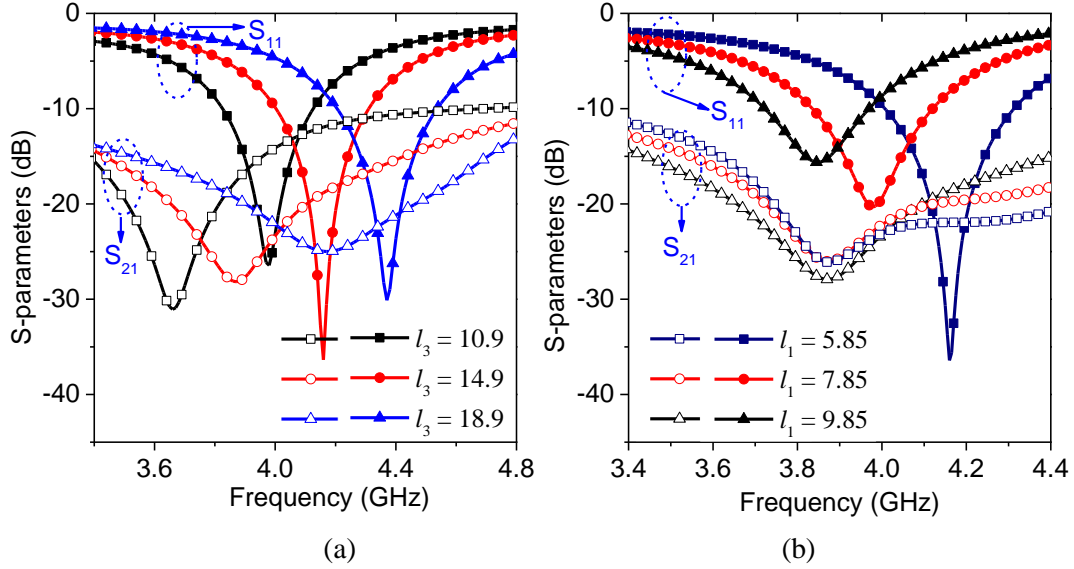 S-parameters (dB)
0
-10
-20
-30
-40
S11
S21
l3 = 10.9
l3 = 14.9
l3 = 18.9
3.6 4.0 4.4 4.8
Frequency (GHz)
(a)
S-parameters (dB)
0
-10
-20
-30
-40
S11
S21
l1 = 5.85
l1 = 7.85
l1 = 9.85
3.4 3.6 3.8 4.0 4.2 4.4
Frequency (GHz)
(b)